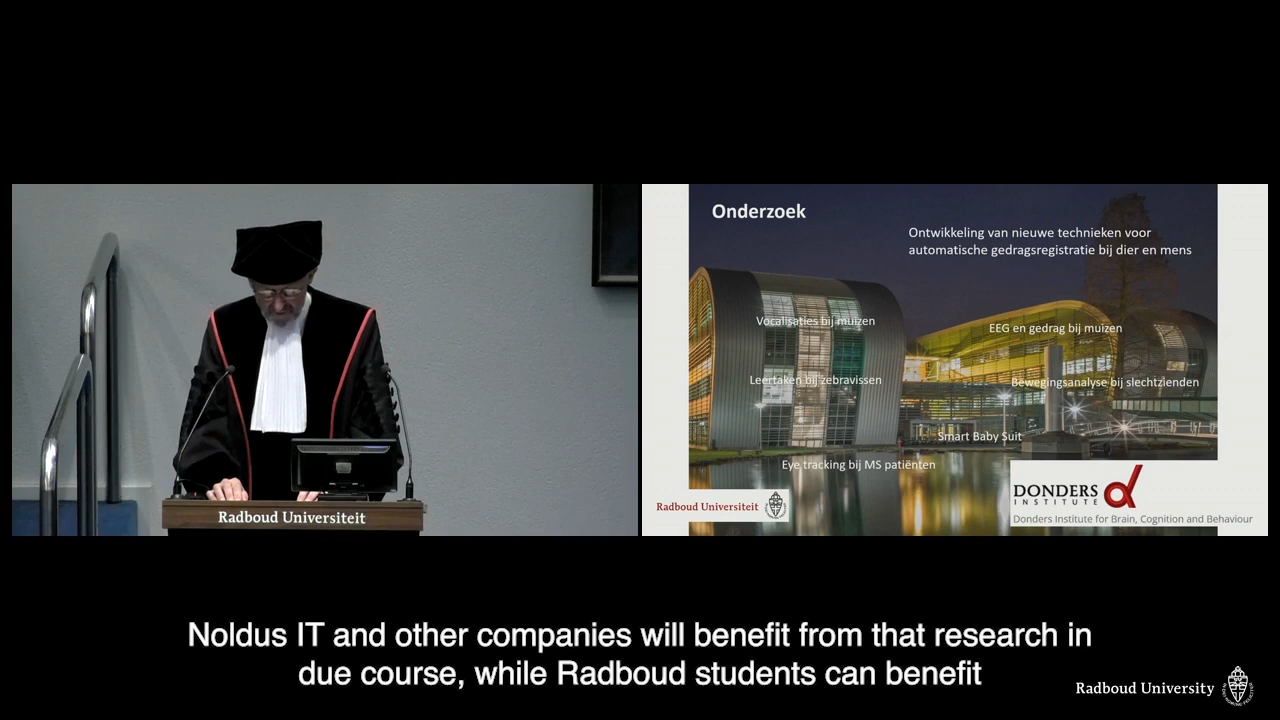 Onderzoek
Ontwikkeling van nieuwe technieken voor
automatische gedragsregistratie bij dier en mens
Vocalisaties bij muizen
EEG en gedrag bij muizen
Leertaken bij zebravissen
Bewegingsanalyse bij slechtzienden
Smart Baby Suit
Eye tracking bij MS patiënten
DONDERS
INSTITUTE
Radboud Universiteit
Donders Institute for Brain, Cognition and Behaviour
Radboud Universiteit
Noldus IT and other companies will benefit from that research in
due course, while Radboud students can benefit
Radboud University